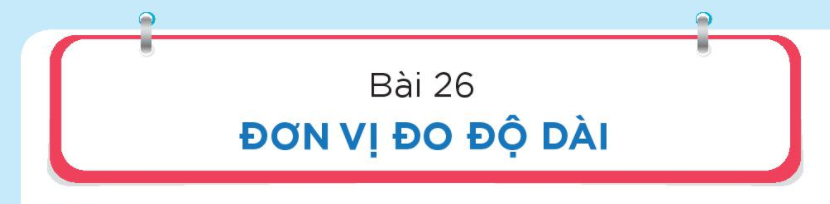 Bài 26
ĐƠN VỊ ĐO ĐỘ DÀI